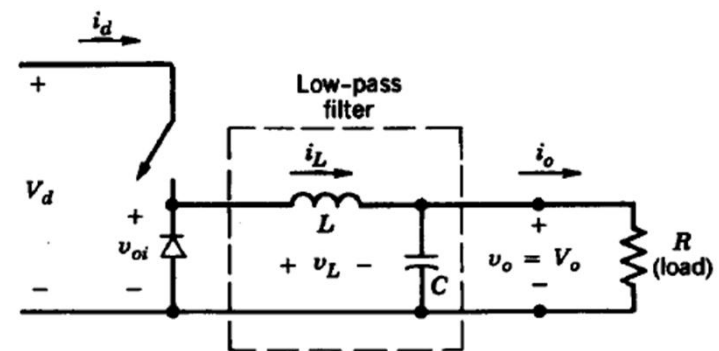 i_d
+
Low-pass
filter
i_L
i_o
V_d
+
v_oi
L
+ v_L −
C
+
v_o = V_o
R
(load)
−
−
−